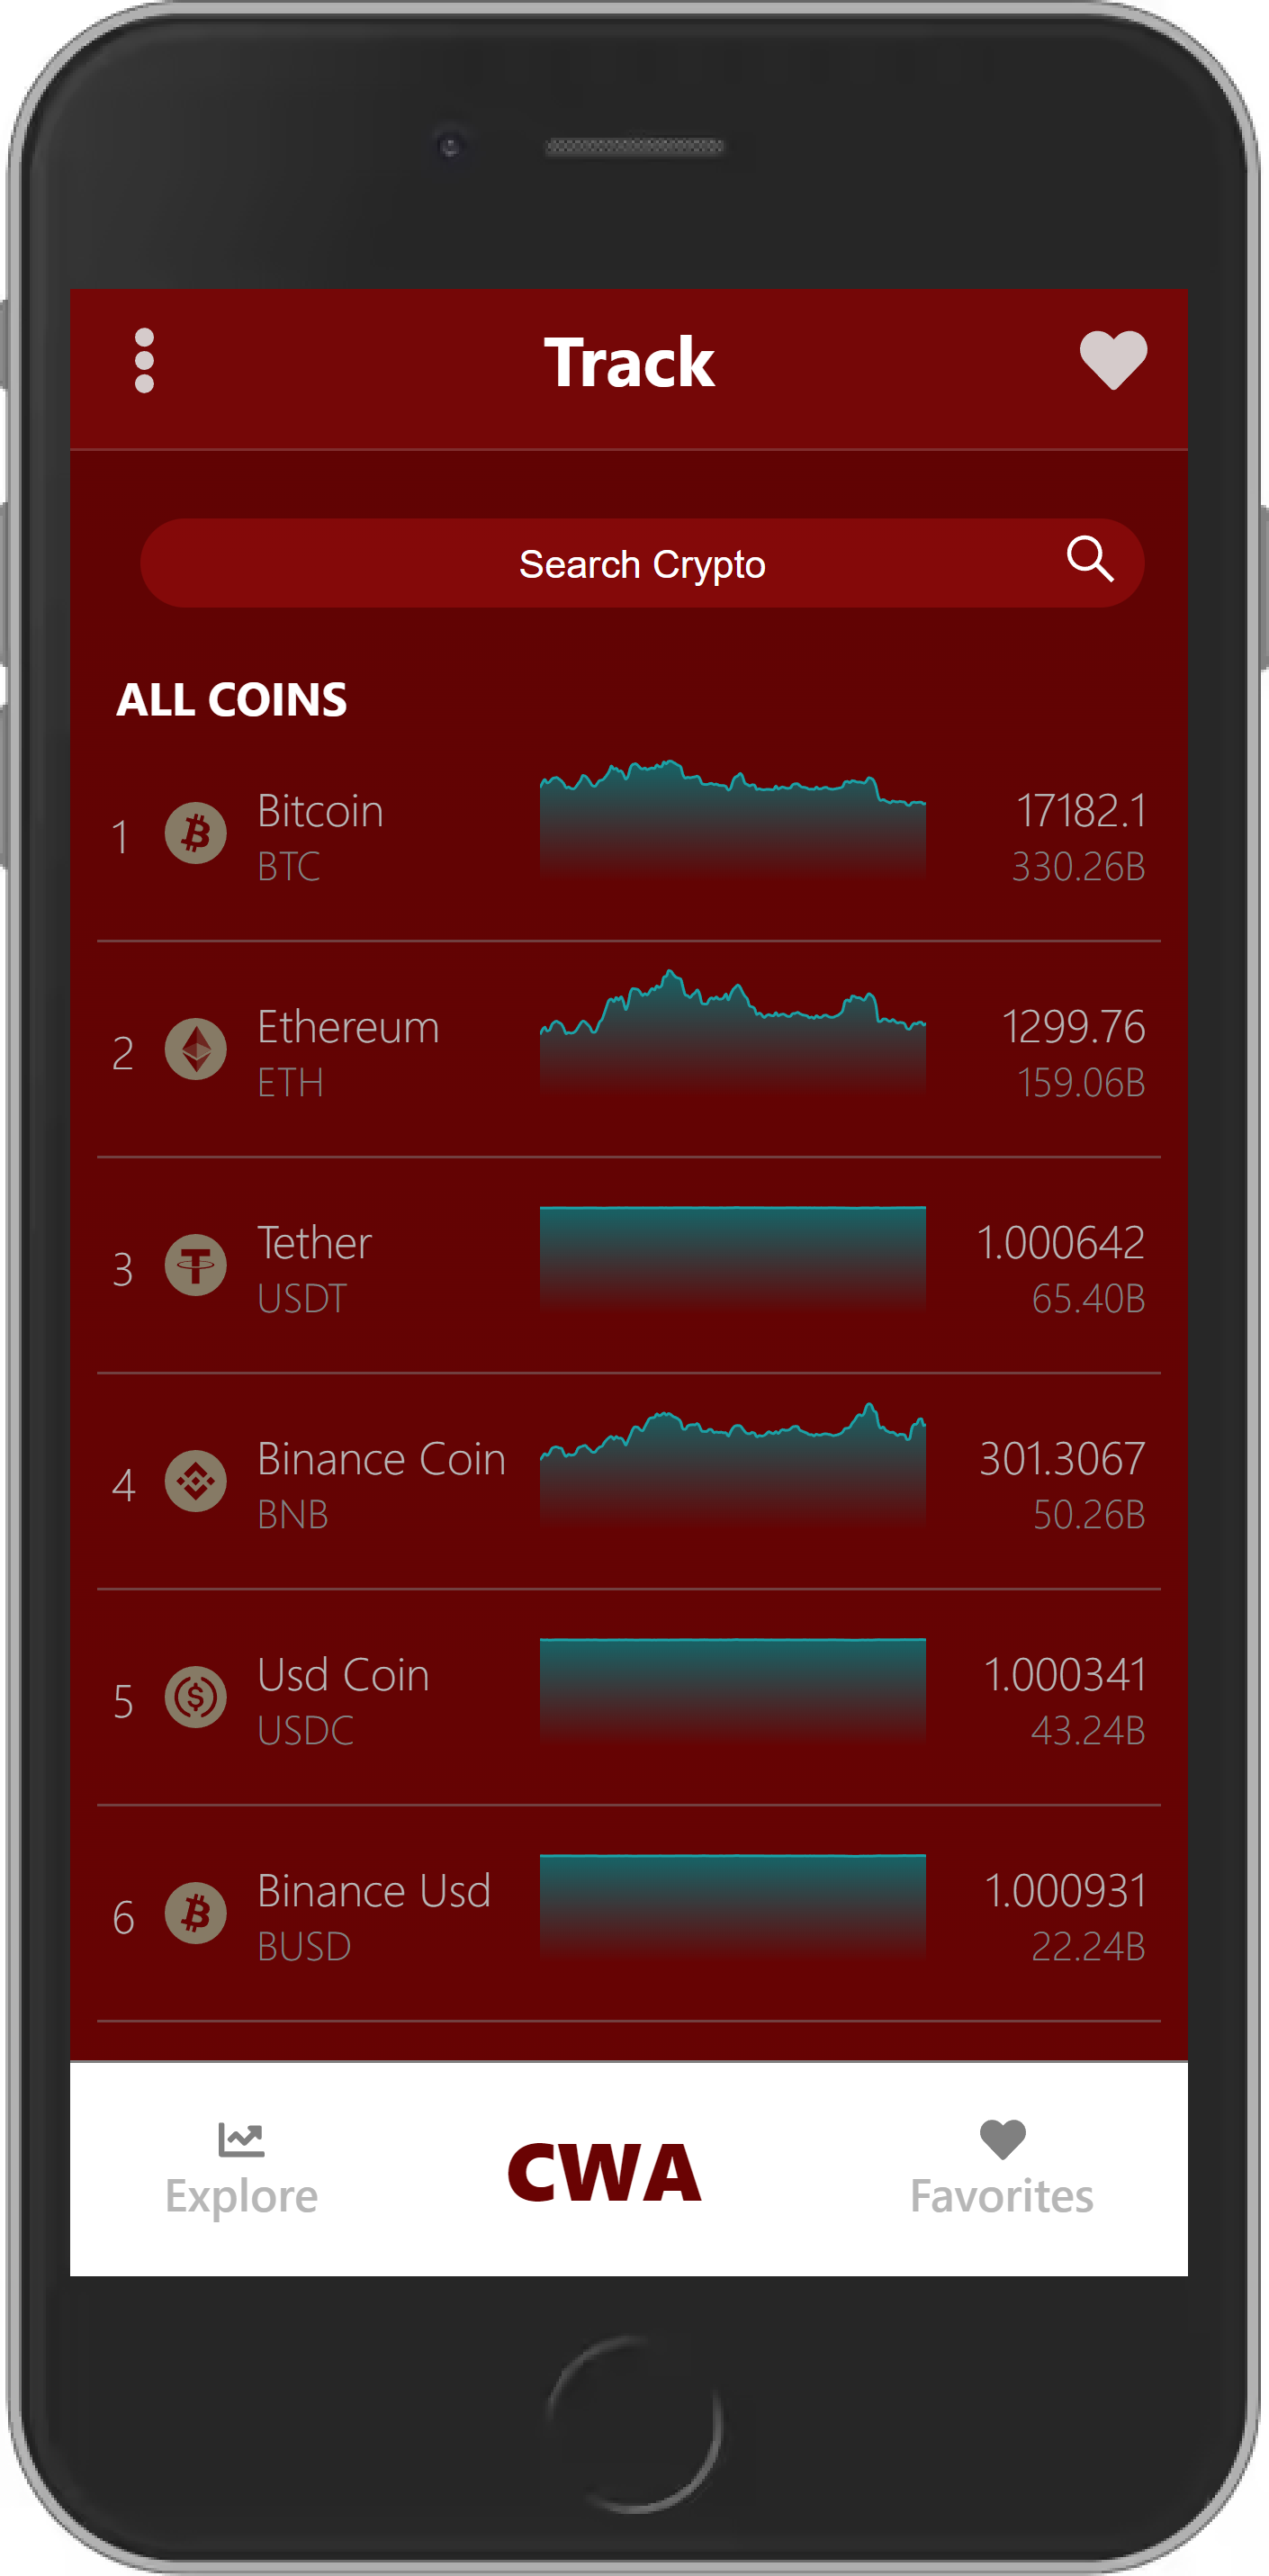 Track
Search Crypto
ALL COINS
1 Bitcoin 17182.1
BTC 330.26B
2 Ethereum 1299.76
ETH 159.06B
3 Tether 1.000642
USDT 65.40B
4 Binance Coin 301.3067
BNB 50.26B
5 Usd Coin 1.000341
USDC 43.24B
6 Binance Usd 1.000931
BUSD 22.24B
Explore CWA Favorites